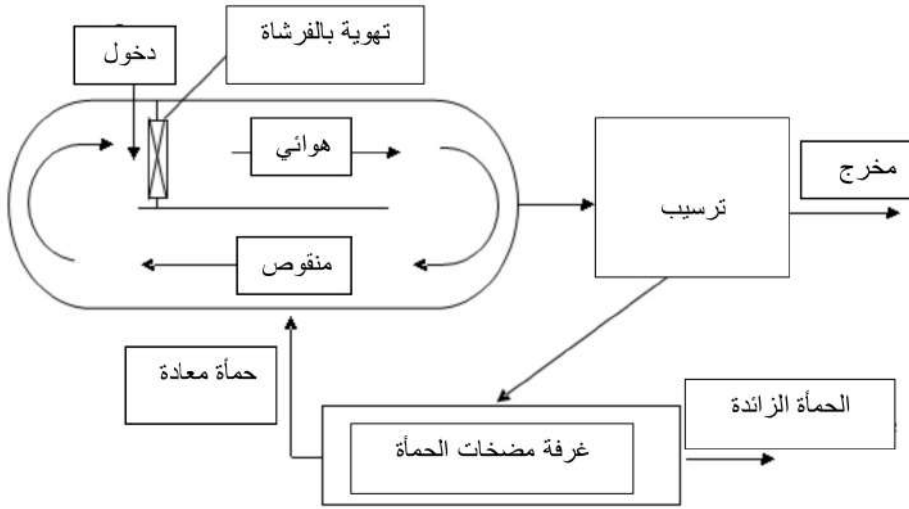 تهوية بالفرشاة
دخول
هوائي
مخرج
ترسيب
منقوص
حمأة معادة
الحمأة الزائدة
غرفة مضخات الحمأة